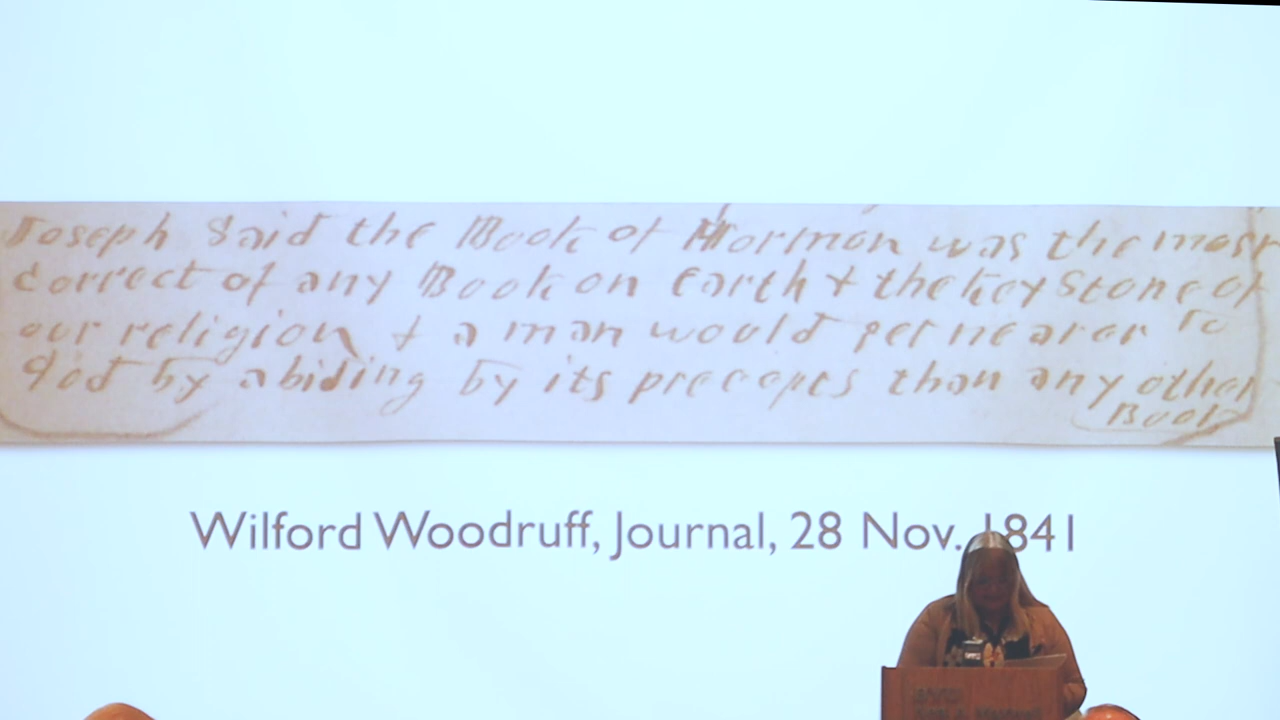 Joseph Said the Book of Mormon was the most
Correct of any Book on Earth & the key Stone of
our religion & a man would get nearer to
God by abiding by its precepts than any other
Book
Wilford Woodruff, Journal, 28 Nov. 1841